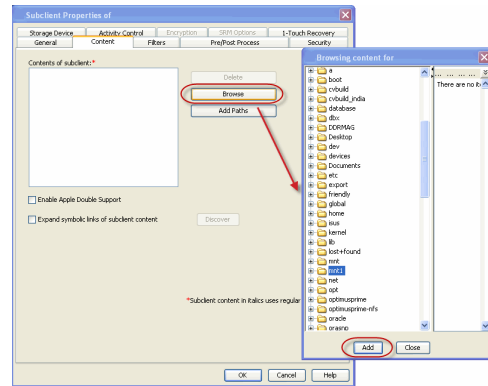 Subclient Properties of
Storage Device Activity Control Encryption SRM Options 1-Touch Recovery
General Content Filters Pre/Post Process Security
Contents of subclient:*
Delete
Browse
Add Paths
Enable Apple Double Support
Expand symbolic links of subclient content
Discover
*Subclient content in italics uses regular
OK Cancel Help
Browsing content for
a
boot
cvbuild
cvbuild_india
database
dbx
DDRMAG
Desktop
dev
devices
Documents
etc
export
friendly
global
home
isus
kernel
lib
lost+found
mnt
mnt1
net
opt
optimusprime
optimusprime-nfs
oracle
orasnp
... ... ... ...
There are no
Add Close